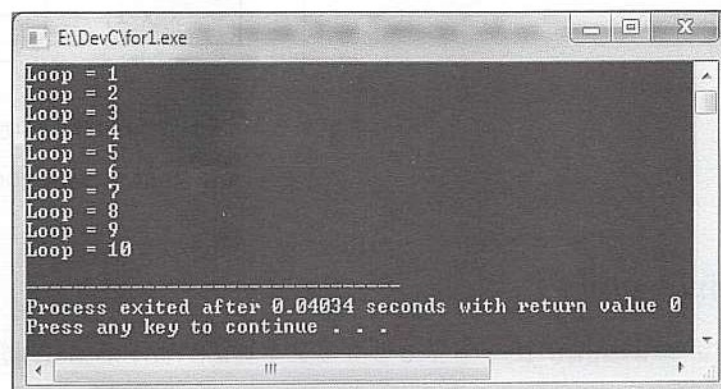 E:\DevC\for1.exe
Loop = 1
Loop = 2
Loop = 3
Loop = 4
Loop = 5
Loop = 6
Loop = 7
Loop = 8
Loop = 9
Loop = 10
--------------------------------
Process exited after 0.04034 seconds with return value 0
Press any key to continue . . .